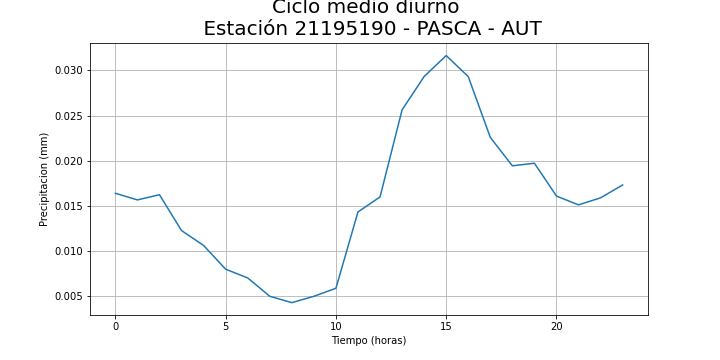 Ciclo medio diurno
Estación 21195190 - PASCA - AUT
0.030
0.025
0.020
0.015
0.010
0.005
Precipitacion (mm)
0 5 10 15 20
Tiempo (horas)